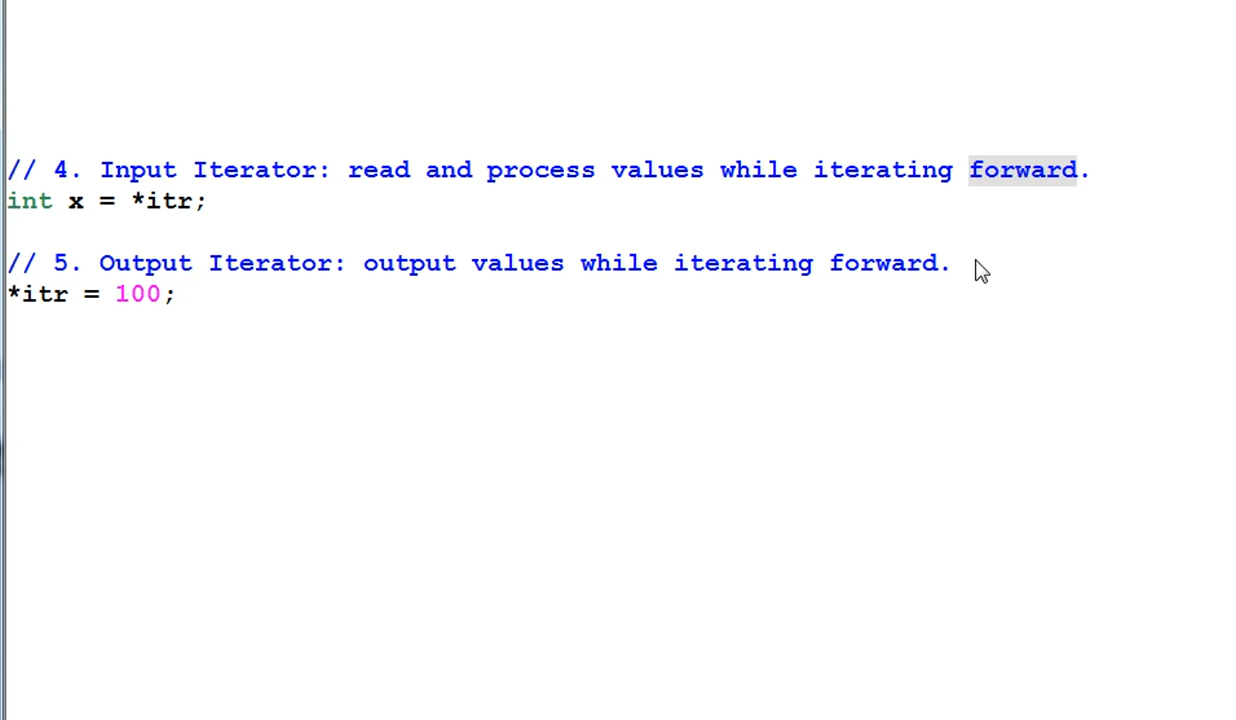 // 4. Input Iterator: read and process values while iterating forward.
int x = *itr;
// 5. Output Iterator: output values while iterating forward.
*itr = 100;